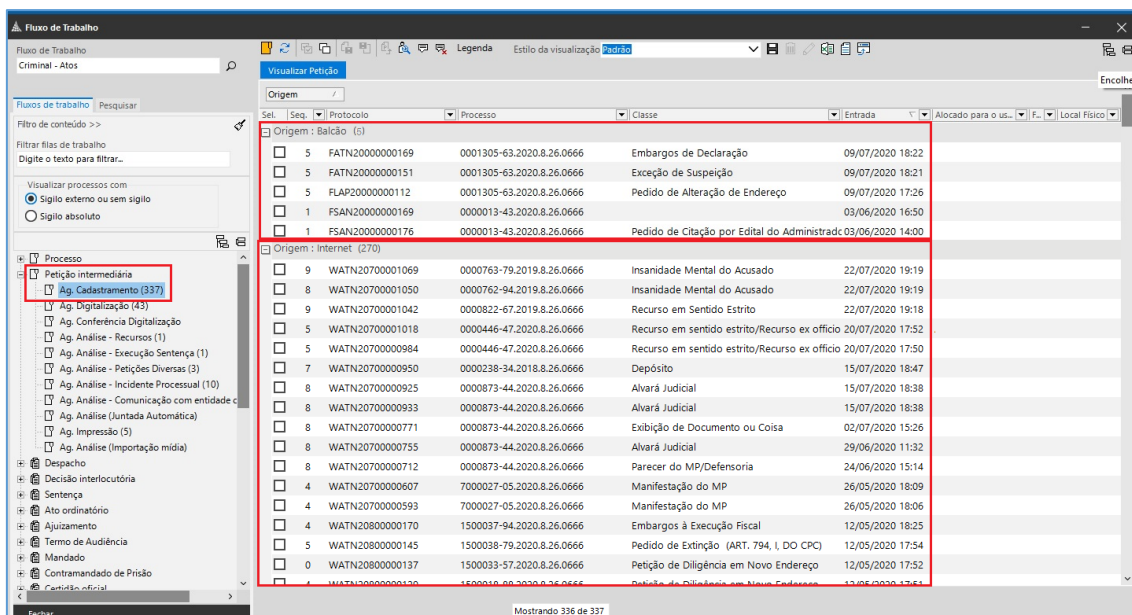 Fluxo de Trabalho
Fluxo de Trabalho
Criminal - Atos
Fluxos de trabalho Pesquisar
Filtro de conteúdo >>
Filtrar filas de trabalho
Digite o texto para filtrar...
Visualizar processos com
Sigilo externo ou sem sigilo
Sigilo absoluto
Processo
Petição intermediária
Ag. Cadastramento (337)
Ag. Digitalização (43)
Ag. Conferência Digitalização
Ag. Análise - Recursos (1)
Ag. Análise - Execução Sentença (1)
Ag. Análise - Petições Diversas (3)
Ag. Análise - Incidente Processual (10)
Ag. Análise - Comunicação com entidade c
Ag. Análise (Juntada Automática)
Ag. Impressão (5)
Ag. Análise (Importação mídia)
Despacho
Decisão interlocutória
Sentença
Ato ordinatório
Ajuizamento
Termo de Audiência
Mandado
Contramandado de Prisão
Certidão oficial
Fechar
Legenda Estilo da visualização Padrão
Encolhe
Visualizar Petição
Origem
Sel. Seq. Protocolo Processo Classe Entrada Alocado para o us... F... Local Físico
Origem : Balcão (5)
5 FATN20000000169 0001305-63.2020.8.26.0666 Embargos de Declaração 09/07/2020 18:22
5 FATN20000000151 0001305-63.2020.8.26.0666 Exceção de Suspeição 09/07/2020 18:21
5 FLAP20000000112 0001305-63.2020.8.26.0666 Pedido de Alteração de Endereço 09/07/2020 17:26
1 FSAN20000000169 0000013-43.2020.8.26.0666 03/06/2020 16:50
1 FSAN20000000176 0000013-43.2020.8.26.0666 Pedido de Citação por Edital do Administradc 03/06/2020 14:00
Origem : Internet (270)
9 WATN20700001069 0000763-79.2019.8.26.0666 Insanidade Mental do Acusado 22/07/2020 19:19
8 WATN20700001050 0000762-94.2019.8.26.0666 Insanidade Mental do Acusado 22/07/2020 19:19
9 WATN20700001042 0000822-67.2019.8.26.0666 Recurso em Sentido Estrito 22/07/2020 19:18
5 WATN20700001018 0000446-47.2020.8.26.0666 Recurso em sentido estrito/Recurso ex officio 20/07/2020 17:52 .
5 WATN20700000984 0000446-47.2020.8.26.0666 Recurso em sentido estrito/Recurso ex officio 20/07/2020 17:50
7 WATN20700000950 0000238-34.2018.8.26.0666 Depósito 15/07/2020 18:47
8 WATN20700000925 0000873-44.2020.8.26.0666 Alvará Judicial 15/07/2020 18:38
8 WATN20700000933 0000873-44.2020.8.26.0666 Alvará Judicial 15/07/2020 18:38
8 WATN20700000771 0000873-44.2020.8.26.0666 Exibição de Documento ou Coisa 02/07/2020 15:26
8 WATN20700000755 0000873-44.2020.8.26.0666 Alvará Judicial 29/06/2020 11:32
8 WATN20700000712 0000873-44.2020.8.26.0666 Parecer do MP/Defensoria 24/06/2020 15:14
4 WATN20700000607 7000027-05.2020.8.26.0666 Manifestação do MP 26/05/2020 18:09
4 WATN20700000593 7000027-05.2020.8.26.0666 Manifestação do MP 26/05/2020 18:06
4 WATN20800000170 1500037-94.2020.8.26.0666 Embargos à Execução Fiscal 12/05/2020 18:25
5 WATN20800000145 1500038-79.2020.8.26.0666 Pedido de Extinção (ART. 794, I, DO CPC) 12/05/2020 17:54
0 WATN20800000137 1500033-57.2020.8.26.0666 Petição de Diligência em Novo Endereço 12/05/2020 17:52
4 WATN20800000129 1500018-88.2020.8.26.0666 Petição de Diligência em Novo Endereço 12/05/2020 17:51
Mostrando 336 de 337